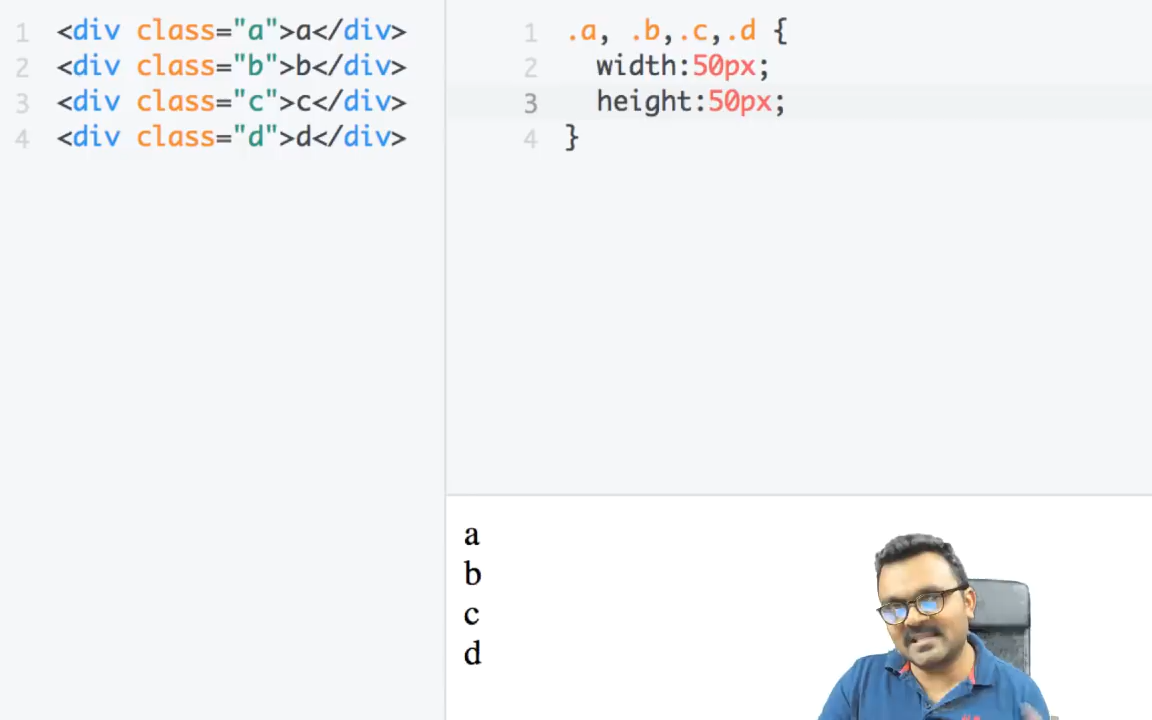 1 <div class="a">a</div>
2 <div class="b">b</div>
3 <div class="c">c</div>
4 <div class="d">d</div>
1 .a, .b,.c,.d {
2 width:50px;
3 height:50px;
4 }
a
b
c
d